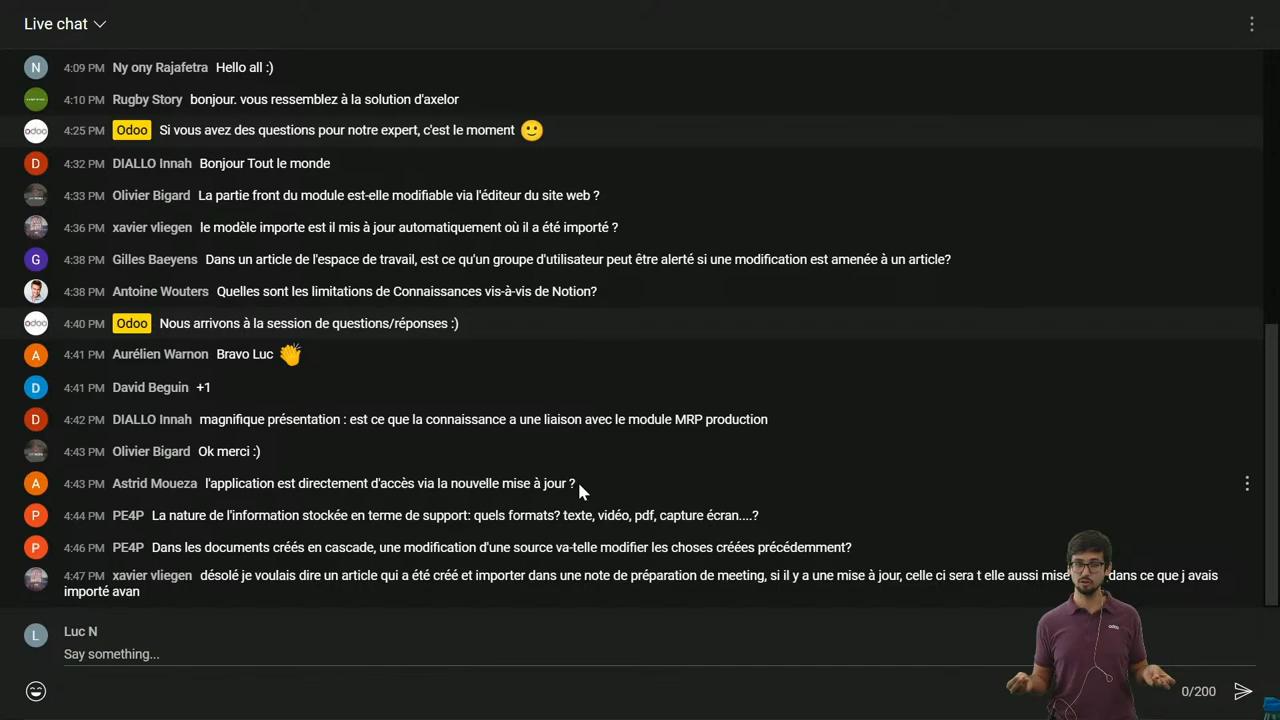 Live chat
N 4:09 PM Ny ony Rajafetra Hello all :)
4:10 PM Rugby Story bonjour. vous ressemblez à la solution d'axelor
odoo 4:25 PM Odoo Si vous avez des questions pour notre expert, c'est le moment 🙂
D 4:32 PM DIALLO Innah Bonjour Tout le monde
4:33 PM Olivier Bigard La partie front du module est-elle modifiable via l'éditeur du site web ?
4:36 PM xavier vliegen le modèle importe est il mis à jour automatiquement où il a été importé ?
G 4:38 PM Gilles Baeyens Dans un article de l'espace de travail, est ce qu'un groupe d'utilisateur peut être alerté si une modification est amenée à un article?
4:38 PM Antoine Wouters Quelles sont les limitations de Connaissances vis-à-vis de Notion?
odoo 4:40 PM Odoo Nous arrivons à la session de questions/réponses :)
A 4:41 PM Aurélien Warnon Bravo Luc 👏
D 4:41 PM David Beguin +1
D 4:42 PM DIALLO Innah magnifique présentation : est ce que la connaissance a une liaison avec le module MRP production
4:43 PM Olivier Bigard Ok merci :)
A 4:43 PM Astrid Moueza l'application est directement d'accès via la nouvelle mise à jour ?
P 4:44 PM PE4P La nature de l'information stockée en terme de support: quels formats? texte, vidéo, pdf, capture écran....?
P 4:46 PM PE4P Dans les documents créés en cascade, une modification d'une source va-telle modifier les choses créées précédemment?
4:47 PM xavier vliegen désolé je voulais dire un article qui a été créé et importer dans une note de préparation de meeting, si il y a une mise à jour, celle ci sera t elle aussi mise dans ce que j avais
importé avan
L Luc N
Say something...
odoo
0/200